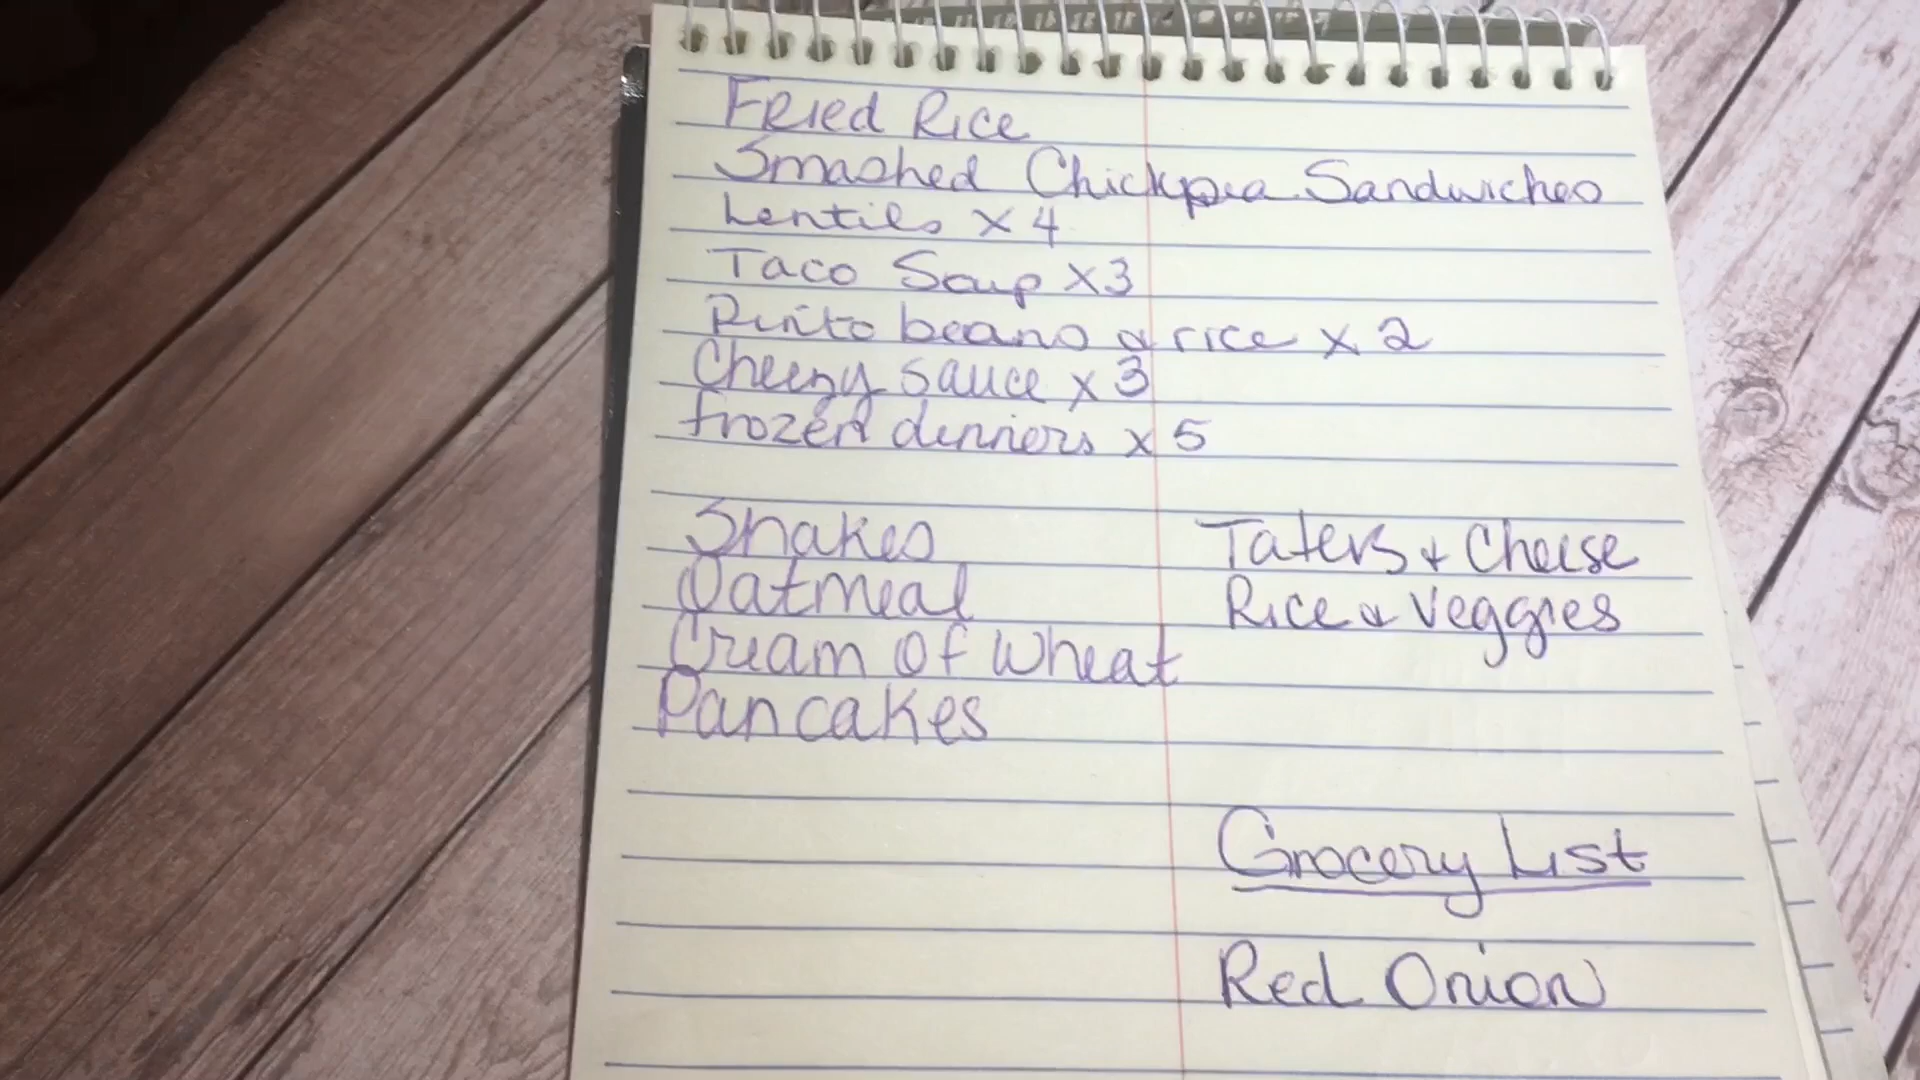 Fried Rice
Smashed Chickpea Sandwiches
Lentils x 4
Taco Soup x3
Pinto beans & rice x 2
Cheezy sauce x 3
frozen dinners x 5
Shakes
Oatmeal
Cream of Wheat
Pancakes
Taters & Cheese
Rice & Veggies
Grocery List
Red Onion